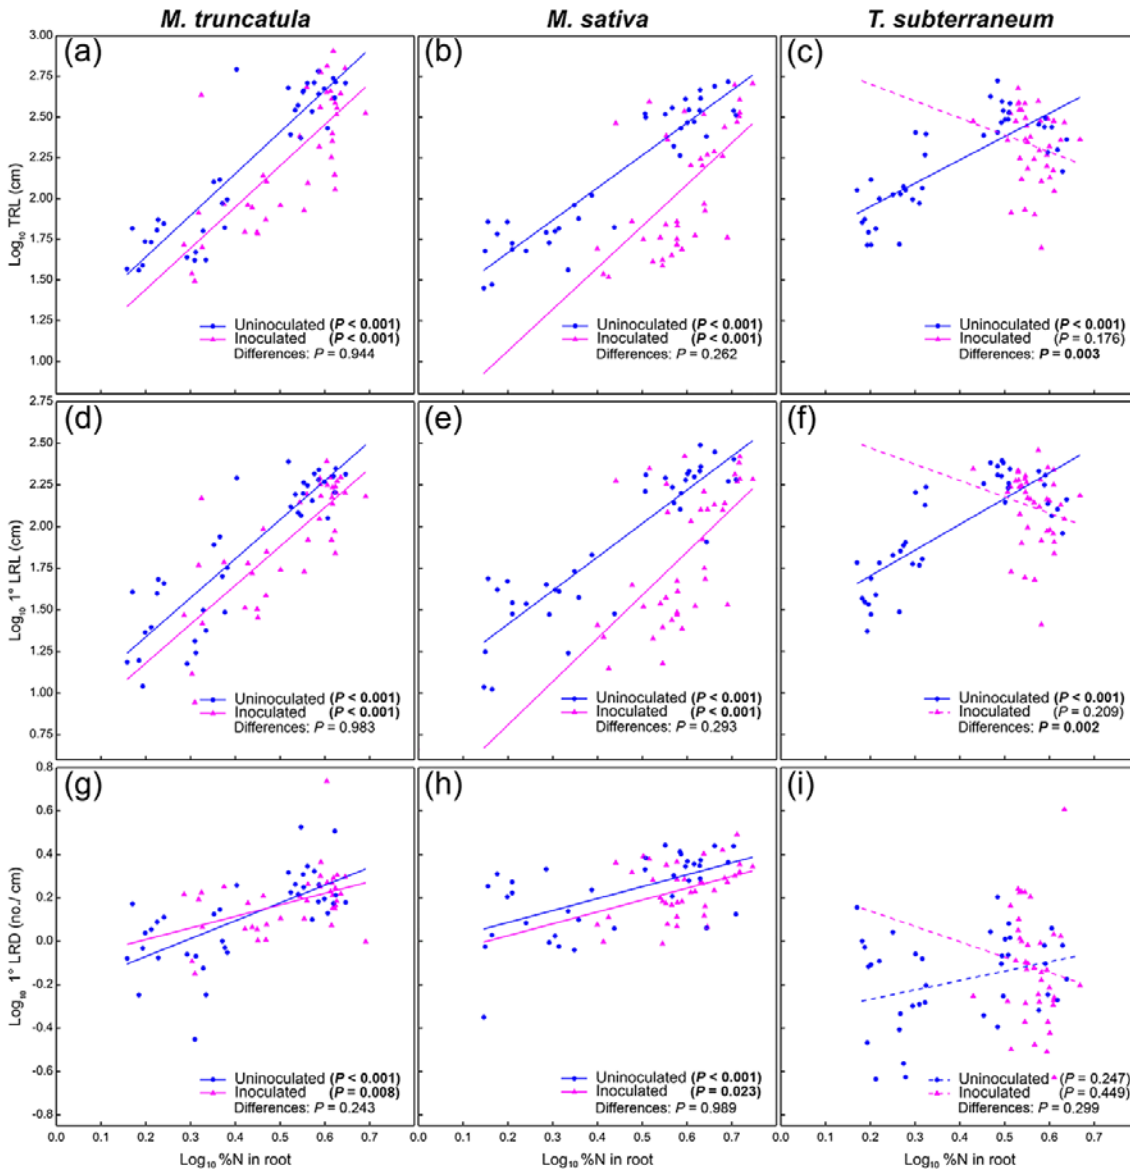 M. truncatula M. sativa T. subterraneum
(a) (b) (c)
3.00
2.75
2.50
2.25
2.00
1.75
1.50
1.25
1.00
Log10 TRL (cm)
Uninoculated (P < 0.001)
Inoculated (P < 0.001)
Differences: P = 0.944
Uninoculated (P < 0.001)
Inoculated (P < 0.001)
Differences: P = 0.262
Uninoculated (P < 0.001)
Inoculated (P = 0.176)
Differences: P = 0.003
(d) (e) (f)
2.75
2.50
2.25
2.00
1.75
1.50
1.25
1.00
0.75
Log10 1° LRL (cm)
Uninoculated (P < 0.001)
Inoculated (P < 0.001)
Differences: P = 0.983
Uninoculated (P < 0.001)
Inoculated (P < 0.001)
Differences: P = 0.293
Uninoculated (P < 0.001)
Inoculated (P = 0.209)
Differences: P = 0.002
(g) (h) (i)
0.8
0.6
0.4
0.2
0.0
-0.2
-0.4
-0.6
-0.8
Log10 1° LRD (no./ cm)
Uninoculated (P < 0.001)
Inoculated (P = 0.008)
Differences: P = 0.243
Uninoculated (P < 0.001)
Inoculated (P = 0.023)
Differences: P = 0.989
Uninoculated (P = 0.247)
Inoculated (P = 0.449)
Differences: P = 0.299
0.0 0.1 0.2 0.3 0.4 0.5 0.6 0.7 0.0 0.1 0.2 0.3 0.4 0.5 0.6 0.7 0.0 0.1 0.2 0.3 0.4 0.5 0.6 0.7 0.8
Log10 %N in root Log10 %N in root Log10 %N in root